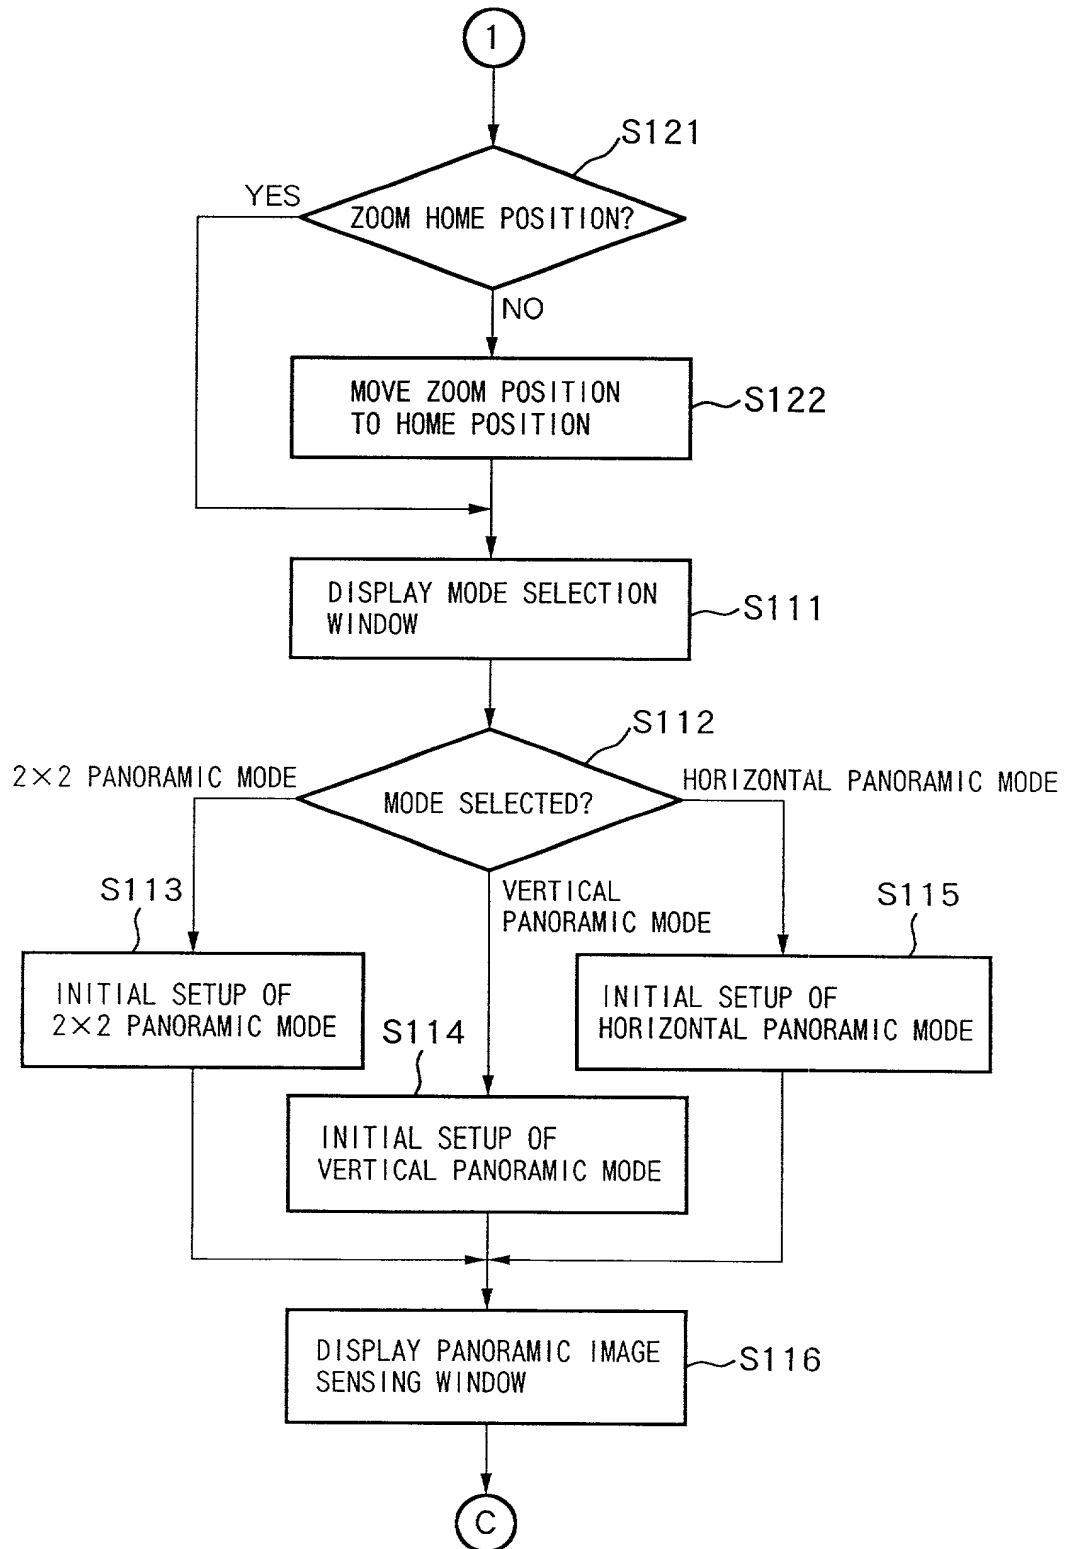 1
S121
YES
ZOOM HOME POSITION?
NO
MOVE ZOOM POSITION
TO HOME POSITION
S122
DISPLAY MODE SELECTION
WINDOW
S111
S112
2×2 PANORAMIC MODE
MODE SELECTED?
HORIZONTAL PANORAMIC MODE
S113
VERTICAL
PANORAMIC MODE
S115
INITIAL SETUP OF
2×2 PANORAMIC MODE
INITIAL SETUP OF
HORIZONTAL PANORAMIC MODE
S114
INITIAL SETUP OF
VERTICAL PANORAMIC MODE
DISPLAY PANORAMIC IMAGE
SENSING WINDOW
S116
C